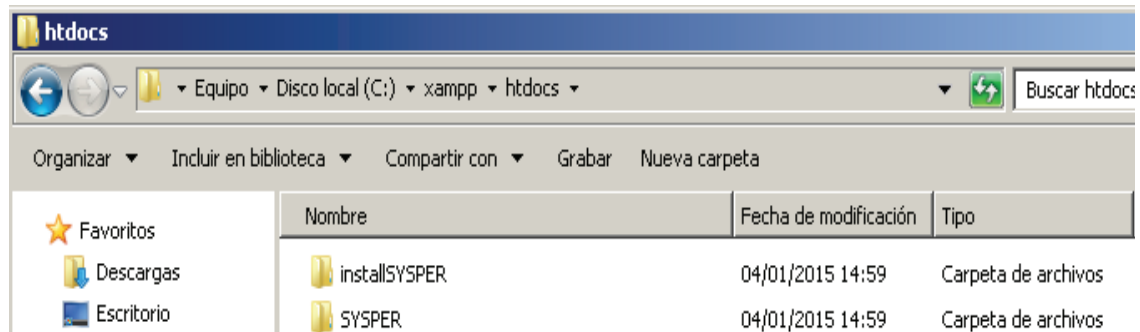 htdocs
Equipo Disco local (C:) xampp htdocs Buscar htdocs
Organizar Incluir en biblioteca Compartir con Grabar Nueva carpeta
Favoritos Nombre Fecha de modificación Tipo
Descargas installSYSPER 04/01/2015 14:59 Carpeta de archivos
Escritorio SYSPER 04/01/2015 14:59 Carpeta de archivos